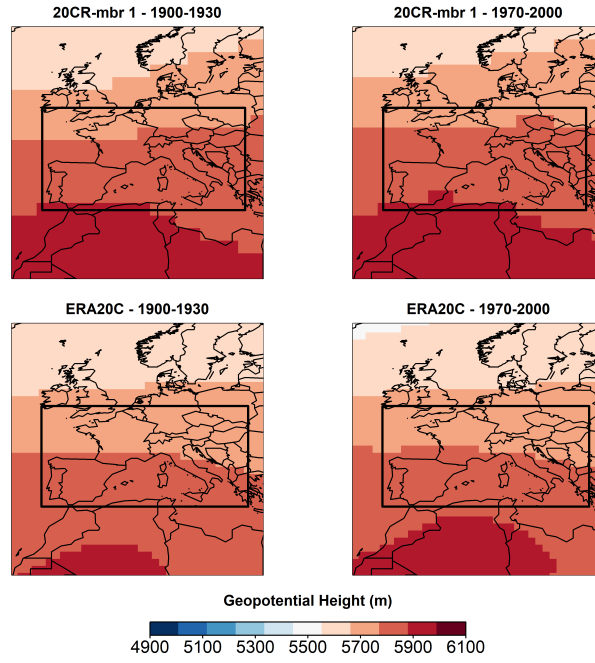 20CR-mbr 1 - 1900-1930
20CR-mbr 1 - 1970-2000
ERA20C - 1900-1930
ERA20C - 1970-2000
Geopotential Height (m)
4900 5100 5300 5500 5700 5900 6100